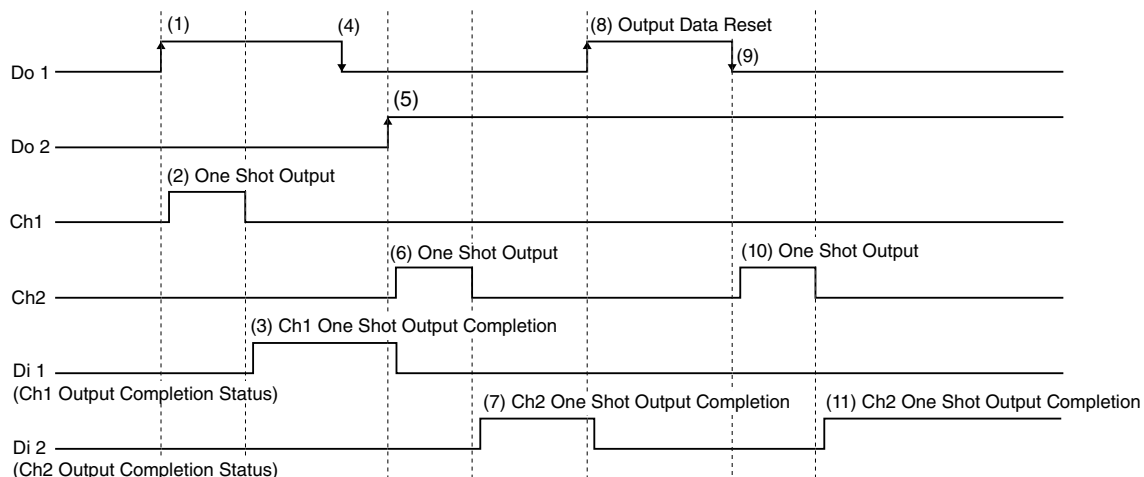 (1)
(4)
(8) Output Data Reset
(9)
Do 1
(5)
Do 2
(2) One Shot Output
Ch1
(6) One Shot Output
(10) One Shot Output
Ch2
(3) Ch1 One Shot Output Completion
Di 1
(Ch1 Output Completion Status)
(7) Ch2 One Shot Output Completion
(11) Ch2 One Shot Output Completion
Di 2
(Ch2 Output Completion Status)